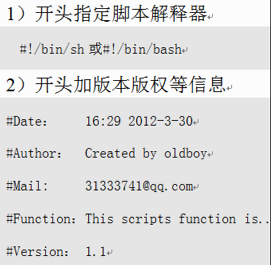 1）开头指定脚本解释器
#!/bin/sh 或#!/bin/bash
2）开头加版本版权等信息
#Date: 16:29 2012-3-30
#Author: Created by oldboy
#Mail: 31333741@qq.com
#Function: This scripts function is..
#Version: 1.1